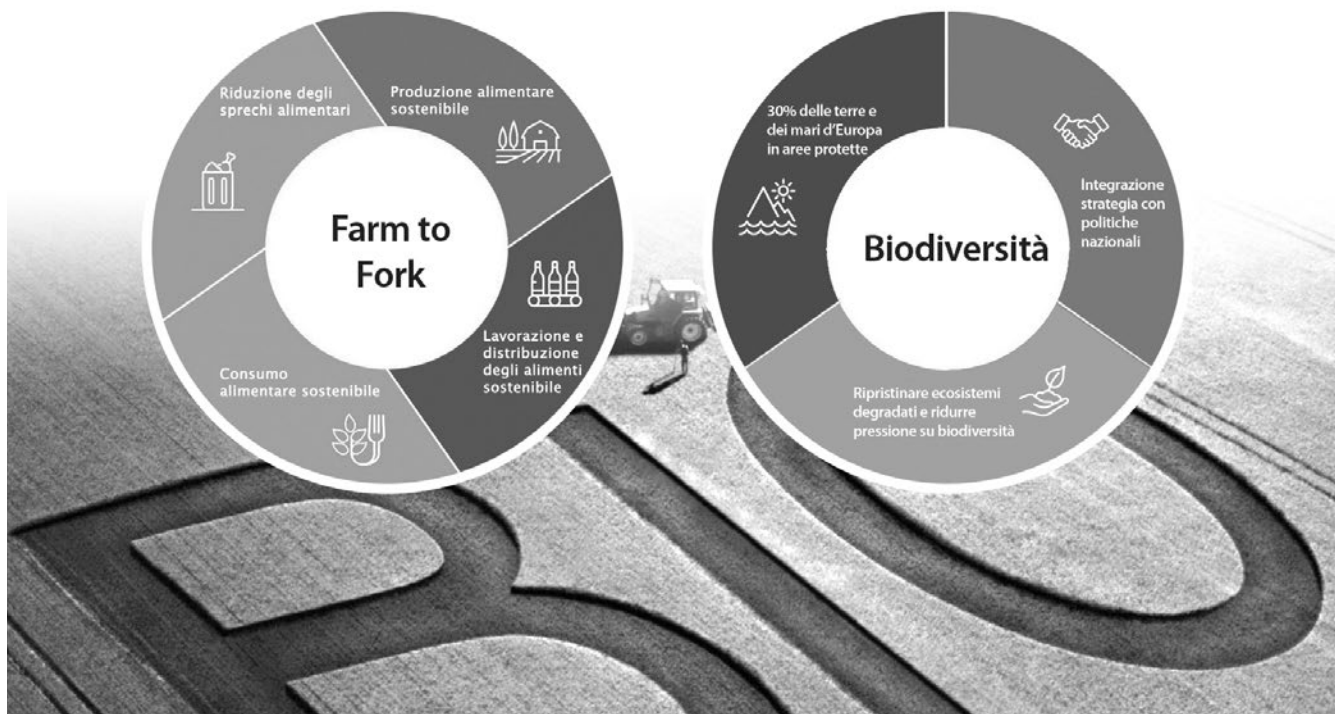 Riduzione degli
sprechi alimentari
Produzione alimentare
sostenibile
Farm to
Fork
Lavorazione e
distribuzione
degli alimenti
sostenibile
Consumo
alimentare sostenibile
30% delle terre e
dei mari d'Europa
in aree protette
Integrazione
strategia con
politiche
nazionali
Biodiversità
Ripristinare ecosistemi
degradati e ridurre
pressione su biodiversità
BIO